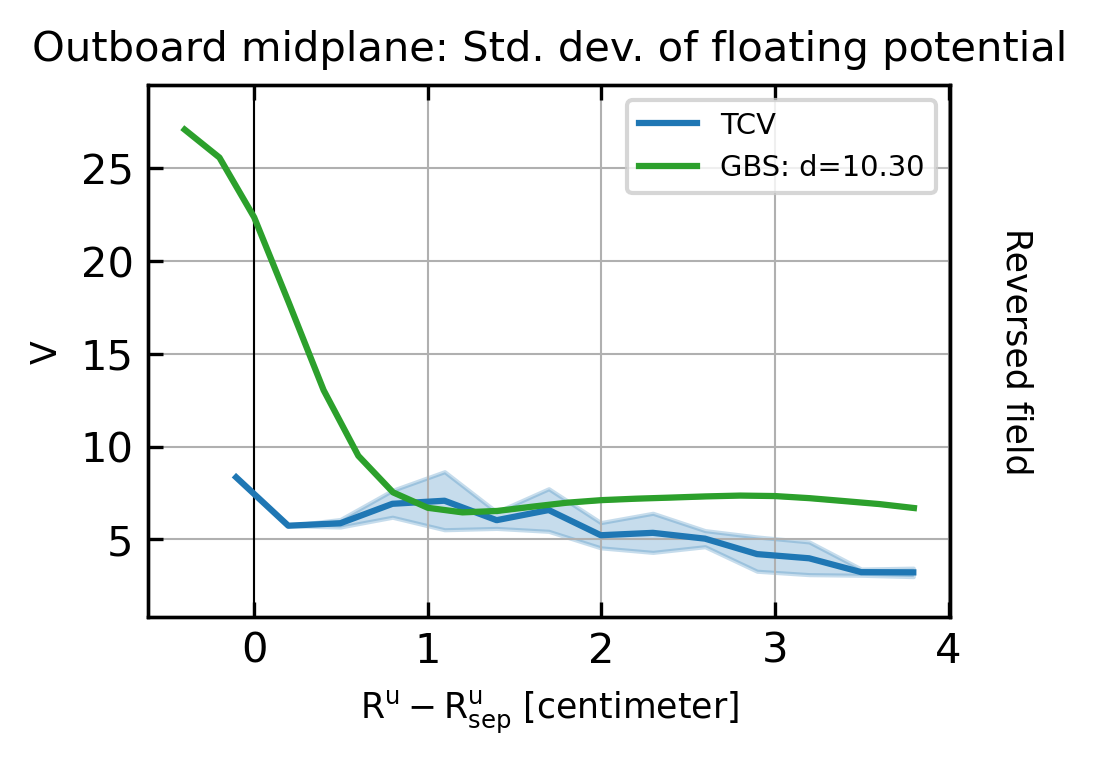 Outboard midplane: Std. dev. of floating potential
TCV
GBS: d=10.30
25
20
15
10
5
V
Reversed field
0 1 2 3 4
R^u − R^u_sep [centimeter]